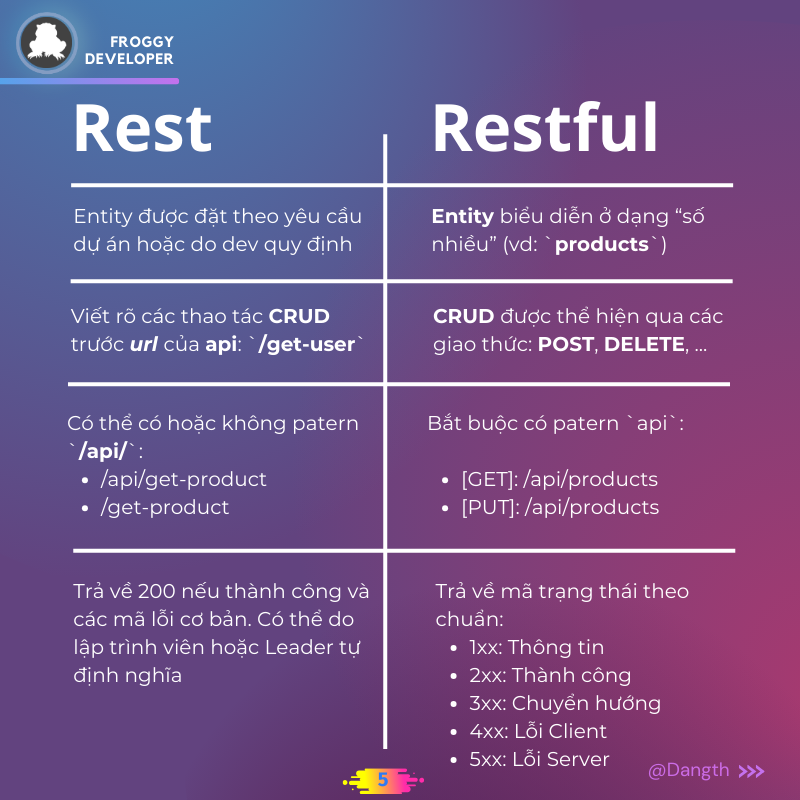 FROGGY
DEVELOPER
Rest
Restful
Entity được đặt theo yêu cầu
dự án hoặc do dev quy định
Entity biểu diễn ở dạng “số
nhiều” (vd: `products`)
Viết rõ các thao tác CRUD
trước url của api: `/get-user`
CRUD được thể hiện qua các
giao thức: POST, DELETE, ...
Có thể có hoặc không patern
`/api/`:
• /api/get-product
• /get-product
Bắt buộc có patern `api`:
• [GET]: /api/products
• [PUT]: /api/products
Trả về 200 nếu thành công và
các mã lỗi cơ bản. Có thể do
lập trình viên hoặc Leader tự
định nghĩa
Trả về mã trạng thái theo
chuẩn:
• 1xx: Thông tin
• 2xx: Thành công
• 3xx: Chuyển hướng
• 4xx: Lỗi Client
• 5xx: Lỗi Server
5
@Dangth